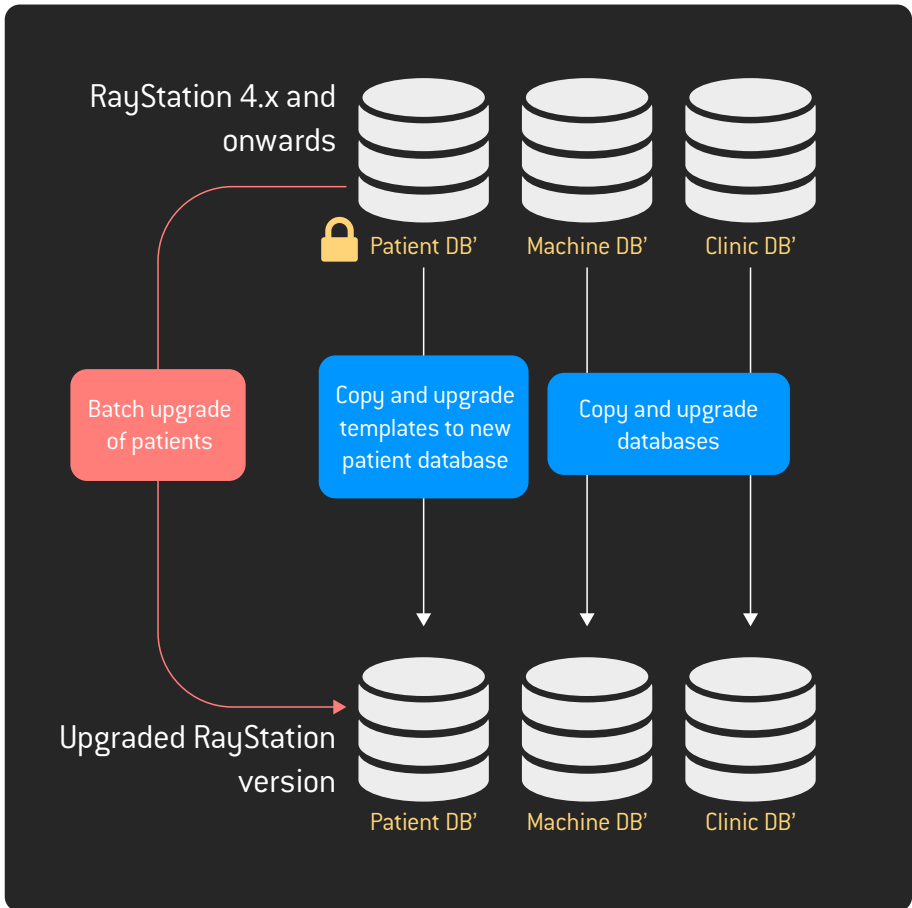 RayStation 4.x and
onwards
Patient DB’
Machine DB’
Clinic DB’
Batch upgrade
of patients
Copy and upgrade
templates to new
patient database
Copy and upgrade
databases
Upgraded RayStation
version
Patient DB’
Machine DB’
Clinic DB’